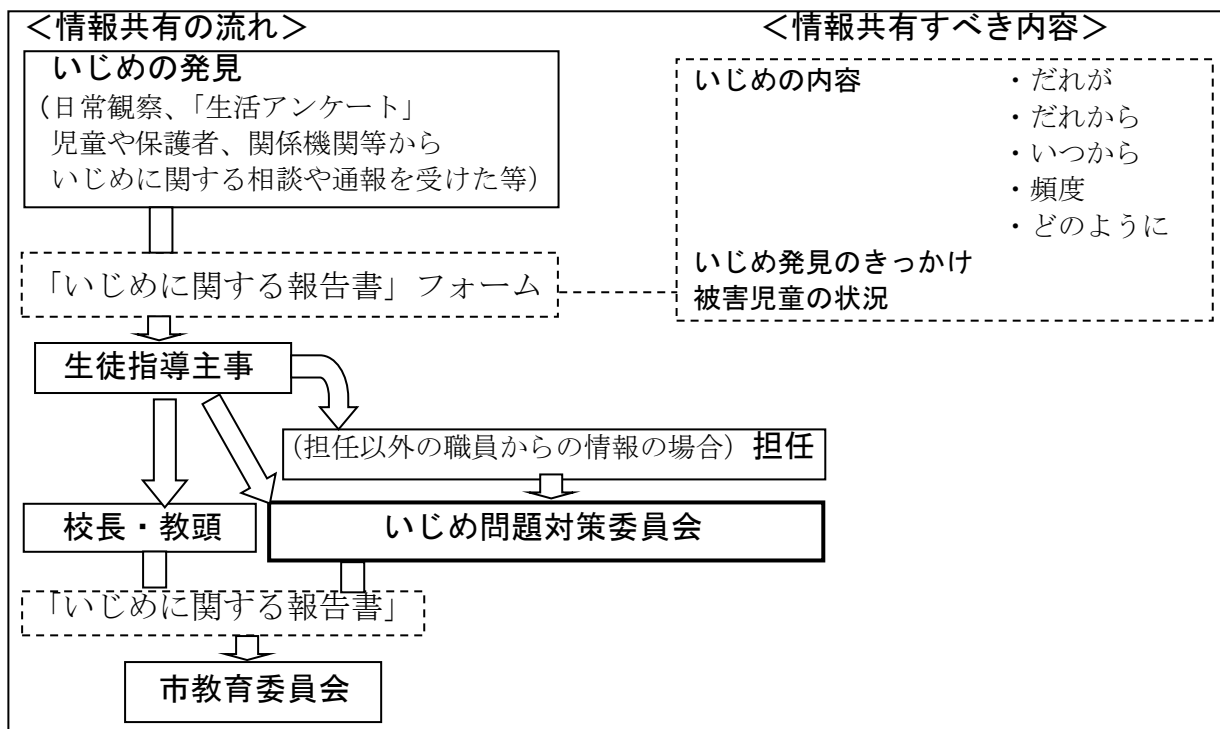 ＜情報共有の流れ＞
いじめの発見
（日常観察、「生活アンケート」
児童や保護者、関係機関等から
いじめに関する相談や通報を受けた等）
「いじめに関する報告書」フォーム
生徒指導主事
（担任以外の職員からの情報の場合）担任
校長・教頭
いじめ問題対策委員会
「いじめに関する報告書」
市教育委員会
＜情報共有すべき内容＞
いじめの内容　・だれが
・だれから
・いつから
・頻度
・どのように
いじめ発見のきっかけ
被害児童の状況